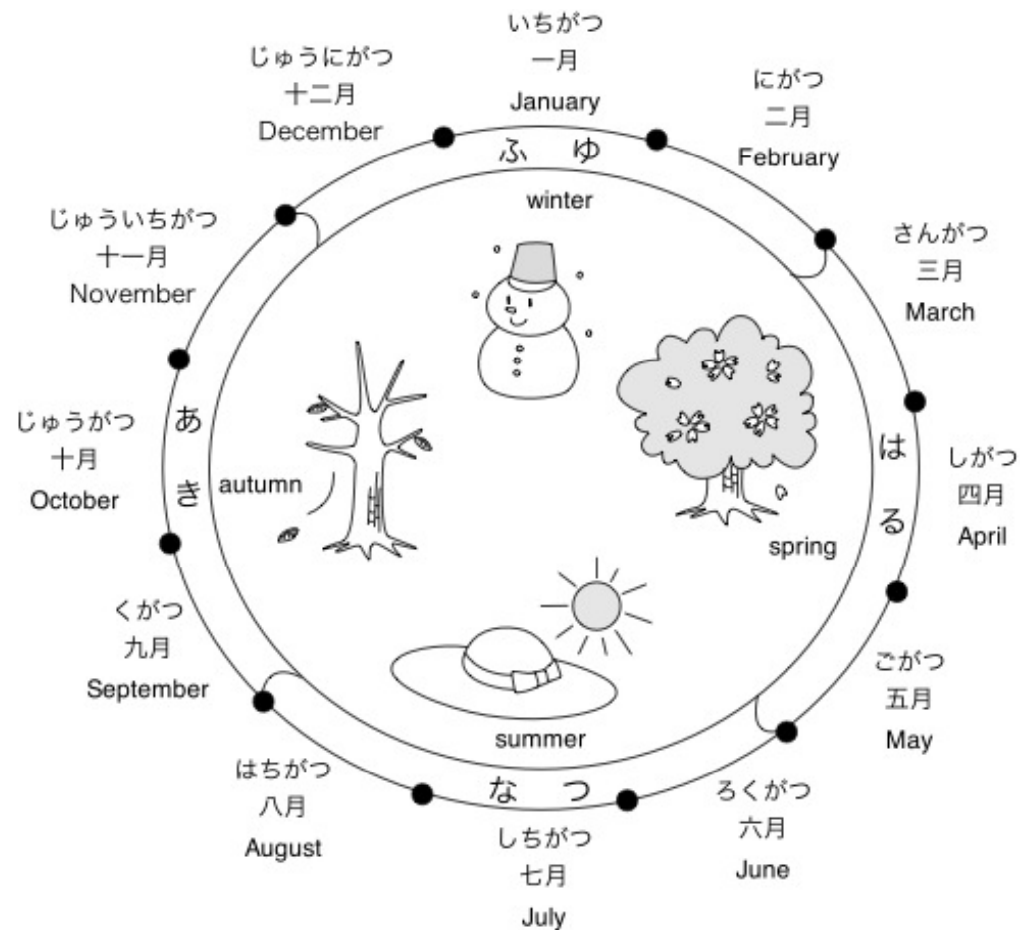 いちがつ
一月
January
にがつ
二月
February
さんがつ
三月
March
しがつ
四月
April
ごがつ
五月
May
ろくがつ
六月
June
しちがつ
七月
July
はちがつ
八月
August
くがつ
九月
September
じゅうがつ
十月
October
じゅういちがつ
十一月
November
じゅうにがつ
十二月
December
ふゆ
winter
はる
spring
なつ
summer
あき
autumn